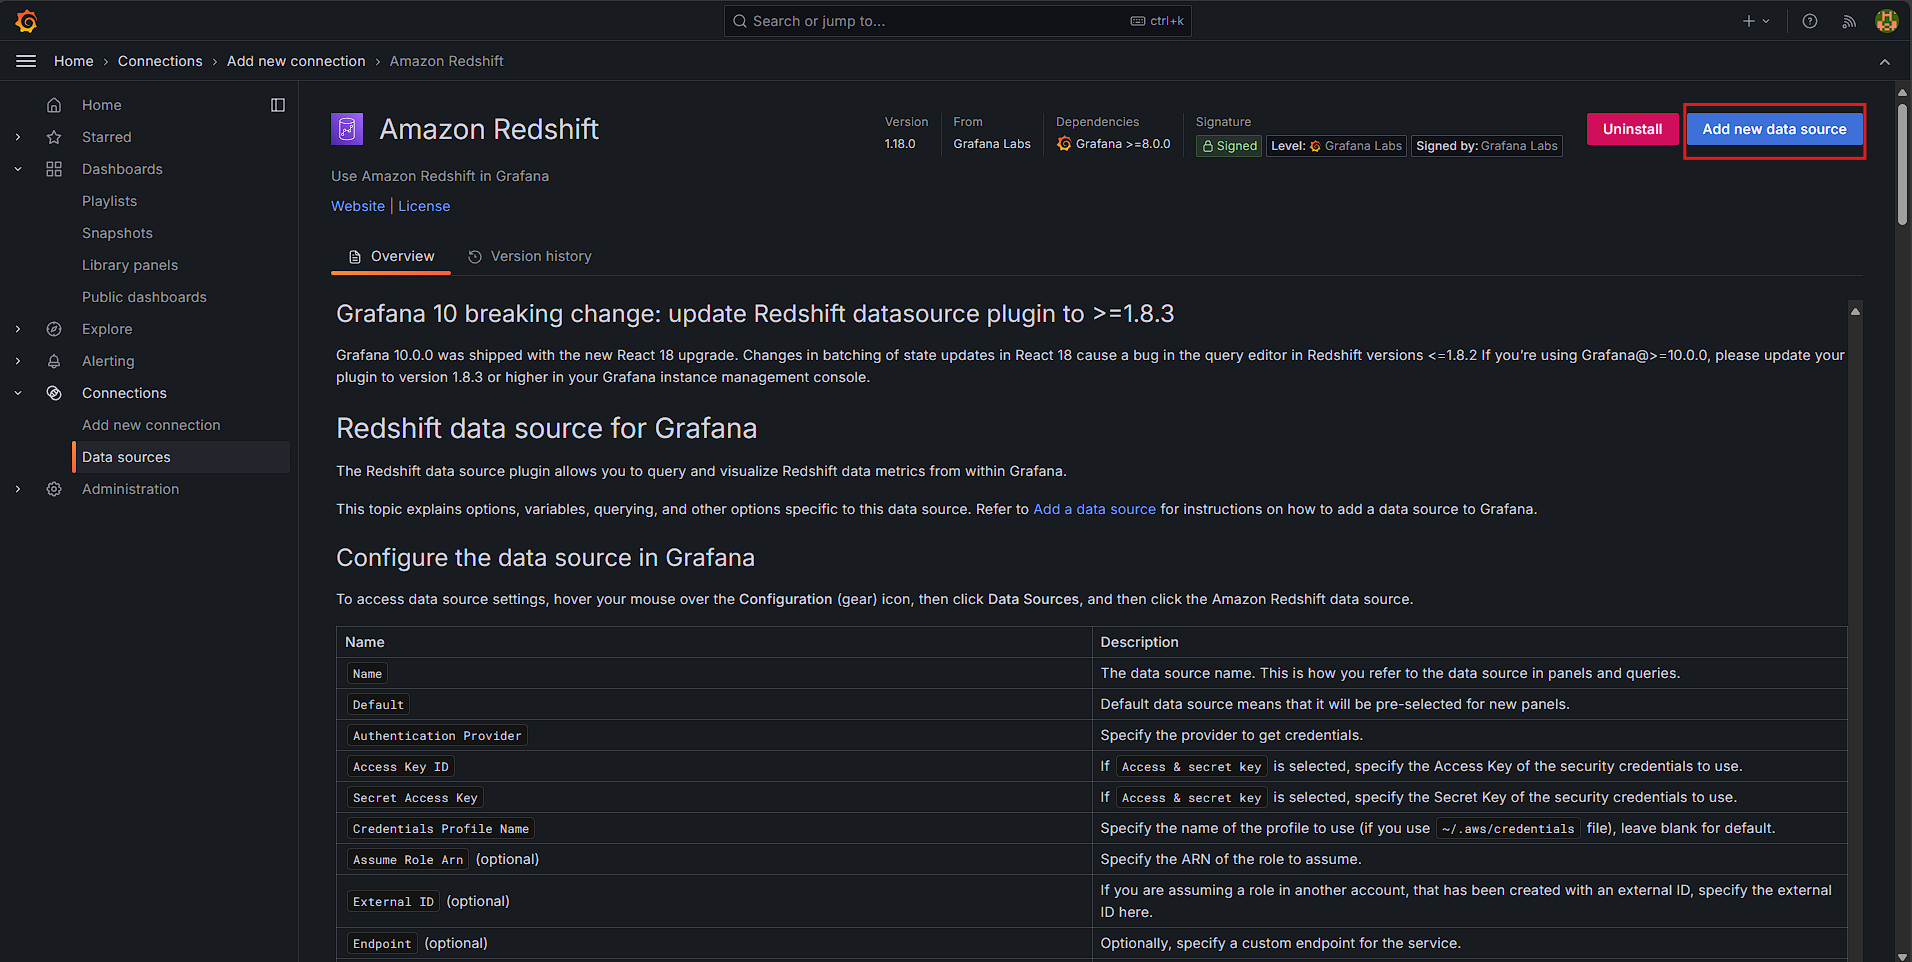 Search or jump to...
ctrl+k
Home › Connections › Add new connection › Amazon Redshift
Home
Starred
Dashboards
Playlists
Snapshots
Library panels
Public dashboards
Explore
Alerting
Connections
Add new connection
Data sources
Administration
Amazon Redshift
Version
1.18.0
From
Grafana Labs
Dependencies
Grafana >=8.0.0
Signature
Signed
Level: Grafana Labs
Signed by: Grafana Labs
Uninstall
Add new data source
Use Amazon Redshift in Grafana
Website | License
Overview
Version history
Grafana 10 breaking change: update Redshift datasource plugin to >=1.8.3
Grafana 10.0.0 was shipped with the new React 18 upgrade. Changes in batching of state updates in React 18 cause a bug in the query editor in Redshift versions <=1.8.2 If you’re using Grafana@>=10.0.0, please update your
plugin to version 1.8.3 or higher in your Grafana instance management console.
Redshift data source for Grafana
The Redshift data source plugin allows you to query and visualize Redshift data metrics from within Grafana.
This topic explains options, variables, querying, and other options specific to this data source. Refer to Add a data source for instructions on how to add a data source to Grafana.
Configure the data source in Grafana
To access data source settings, hover your mouse over the Configuration (gear) icon, then click Data Sources, and then click the Amazon Redshift data source.
Name Description
Name The data source name. This is how you refer to the data source in panels and queries.
Default Default data source means that it will be pre-selected for new panels.
Authentication Provider Specify the provider to get credentials.
Access Key ID If Access & secret key is selected, specify the Access Key of the security credentials to use.
Secret Access Key If Access & secret key is selected, specify the Secret Key of the security credentials to use.
Credentials Profile Name Specify the name of the profile to use (if you use ~/.aws/credentials file), leave blank for default.
Assume Role Arn (optional) Specify the ARN of the role to assume.
External ID (optional) If you are assuming a role in another account, that has been created with an external ID, specify the external
ID here.
Endpoint (optional) Optionally, specify a custom endpoint for the service.